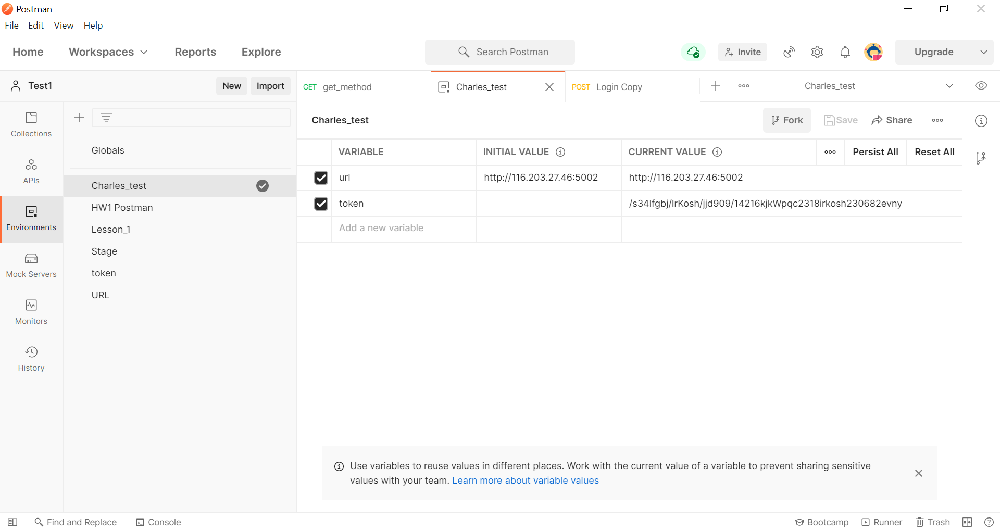 Postman
File Edit View Help
Home Workspaces Reports Explore Search Postman Invite Upgrade
Test1 New Import GET get_method Charles_test POST Login Copy Charles_test
Collections
APIs
Environments
Mock Servers
Monitors
History
Globals
Charles_test
HW1 Postman
Lesson_1
Stage
token
URL
Charles_test Fork Save Share
VARIABLE INITIAL VALUE CURRENT VALUE Persist All Reset All
url http://116.203.27.46:5002 http://116.203.27.46:5002
token /s34lfgbj/IrKosh/jjd909/14216kjkWpqc2318irkosh230682evny
Add a new variable
Use variables to reuse values in different places. Work with the current value of a variable to prevent sharing sensitive
values with your team. Learn more about variable values
Find and Replace Console Bootcamp Runner Trash